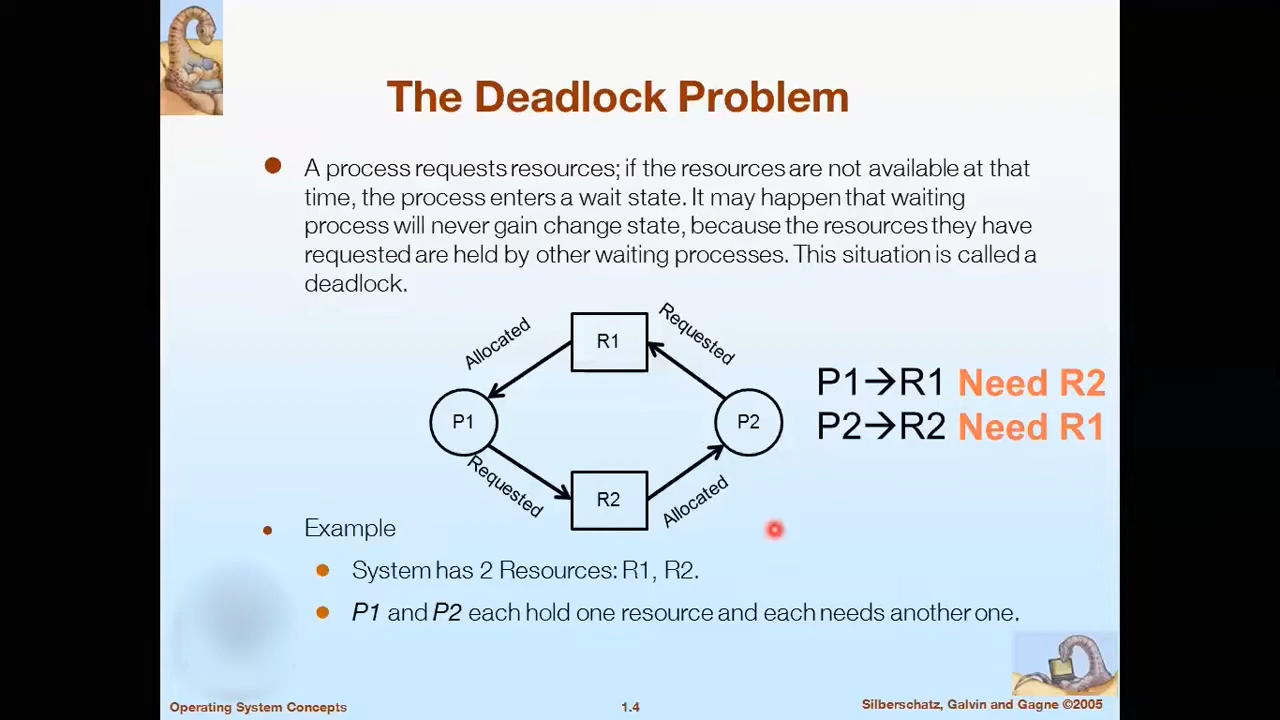 The Deadlock Problem
A process requests resources; if the resources are not available at that
time, the process enters a wait state. It may happen that waiting
process will never gain change state, because the resources they have
requested are held by other waiting processes. This situation is called a
deadlock.
Allocated
R1
Requested
P1
P2
P1→R1 Need R2
P2→R2 Need R1
Requested
R2
Allocated
Example
System has 2 Resources: R1, R2.
P1 and P2 each hold one resource and each needs another one.
Operating System Concepts
1.4
Silberschatz, Galvin and Gagne ©2005